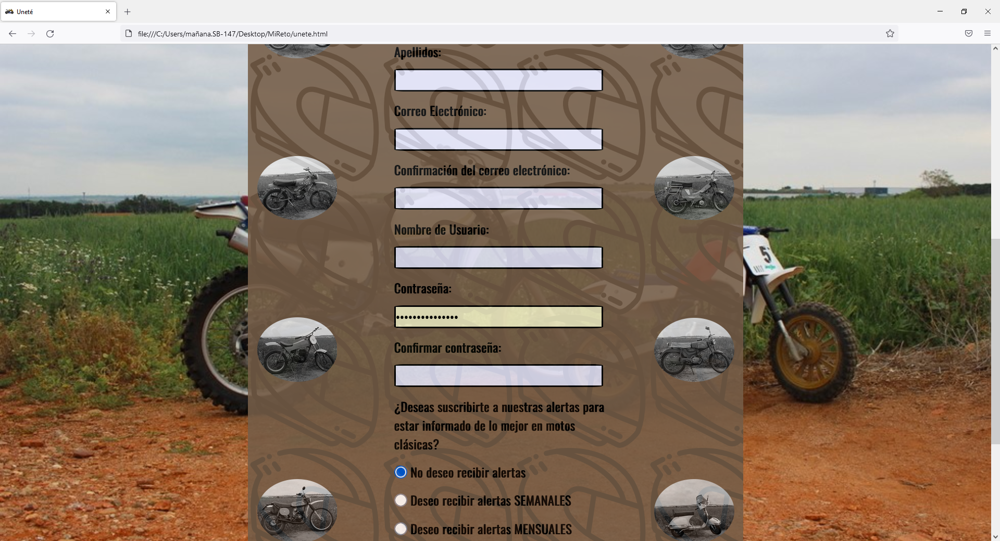 Uneté
file:///C:/Users/mañana.SB-147/Desktop/MiReto/unete.html
Apellidos:
Correo Electrónico:
Confirmación del correo electrónico:
Nombre de Usuario:
5
Contraseña:
•••••••••••••••
Confirmar contraseña:
¿Deseas suscribirte a nuestras alertas para
estar informado de lo mejor en motos
clásicas?
No deseo recibir alertas
Deseo recibir alertas SEMANALES
Deseo recibir alertas MENSUALES